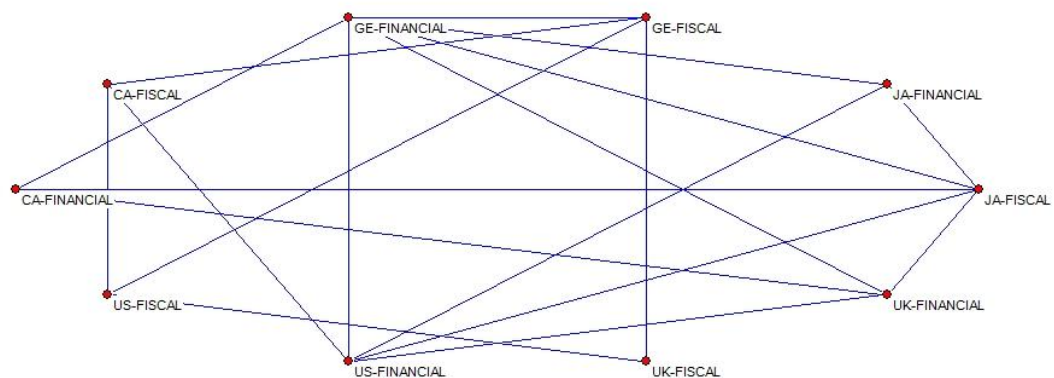 GE-FINANCIAL
GE-FISCAL
CA-FISCAL
JA-FINANCIAL
CA-FINANCIAL
JA-FISCAL
US-FISCAL
UK-FINANCIAL
US-FINANCIAL
UK-FISCAL